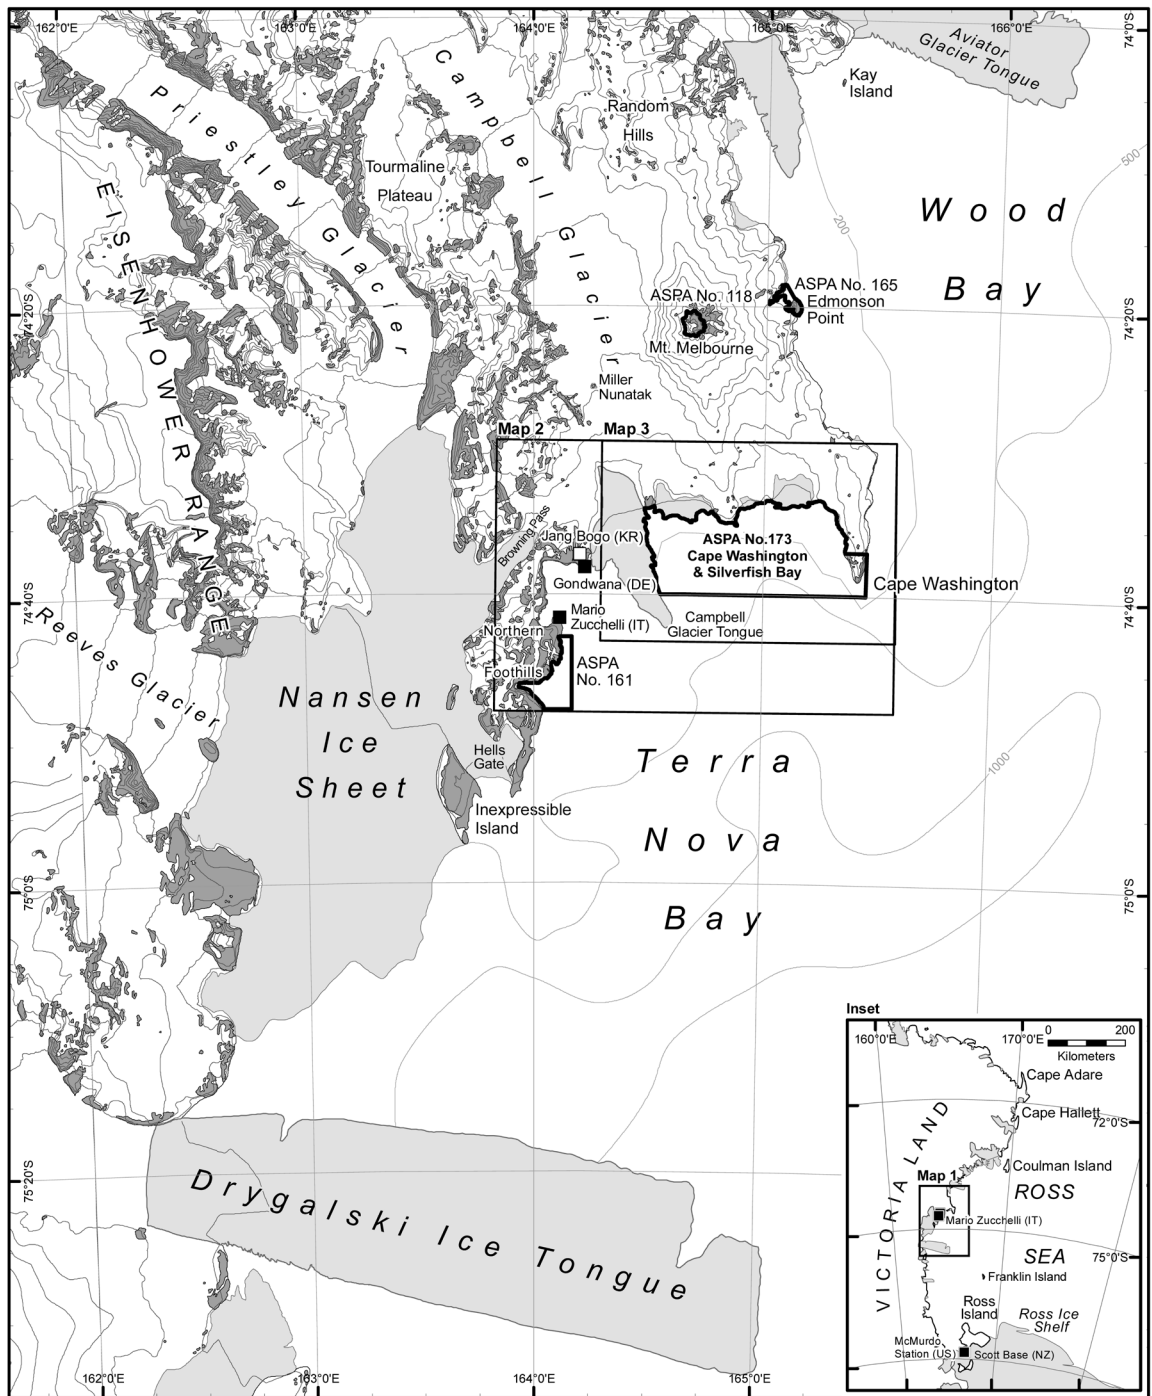 162°0'E
163°0'E
164°0'E
165°0'E
166°0'E
74°0'S
Aviator
Glacier Tongue
Kay
Island
Campbell Glacier
Priestley Glacier
Random
Hills
Tourmaline
Plateau
500
200
EISENHOWER RANGE
Wood
Bay
ASPA No. 165
Edmonson
Point
ASPA No. 118
Mt. Melbourne
74°20'S
74°20'S
Miller
Nunatak
Map 2
Map 3
Browning Pass
Jang Bogo (KR)
Gondwana (DE)
ASPA No.173
Cape Washington
& Silverfish Bay
Cape Washington
Mario
Zucchelli (IT)
Campbell
Glacier Tongue
74°40'S
74°40'S
Northern
Foothills
ASPA
No. 161
Reeves Glacier
Nansen
Ice
Sheet
Hells
Gate
Inexpressible
Island
Terra
Nova
Bay
1000
75°0'S
75°0'S
75°20'S
Drygalski Ice Tongue
162°0'E
163°0'E
164°0'E
165°0'E
Inset
160°0'E
170°0'E
0
200
Kilometers
Cape Adare
Cape Hallett
72°0'S
Coulman Island
VICTORIA LAND
Map 1
ROSS
SEA
Mario Zucchelli (IT)
75°0'S
Franklin Island
Ross
Island
Ross Ice
Shelf
McMurdo
Station (US)
Scott Base (NZ)